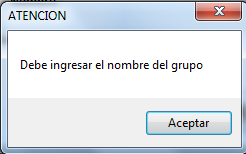 ATENCION
Debe ingresar el nombre del grupo
Aceptar